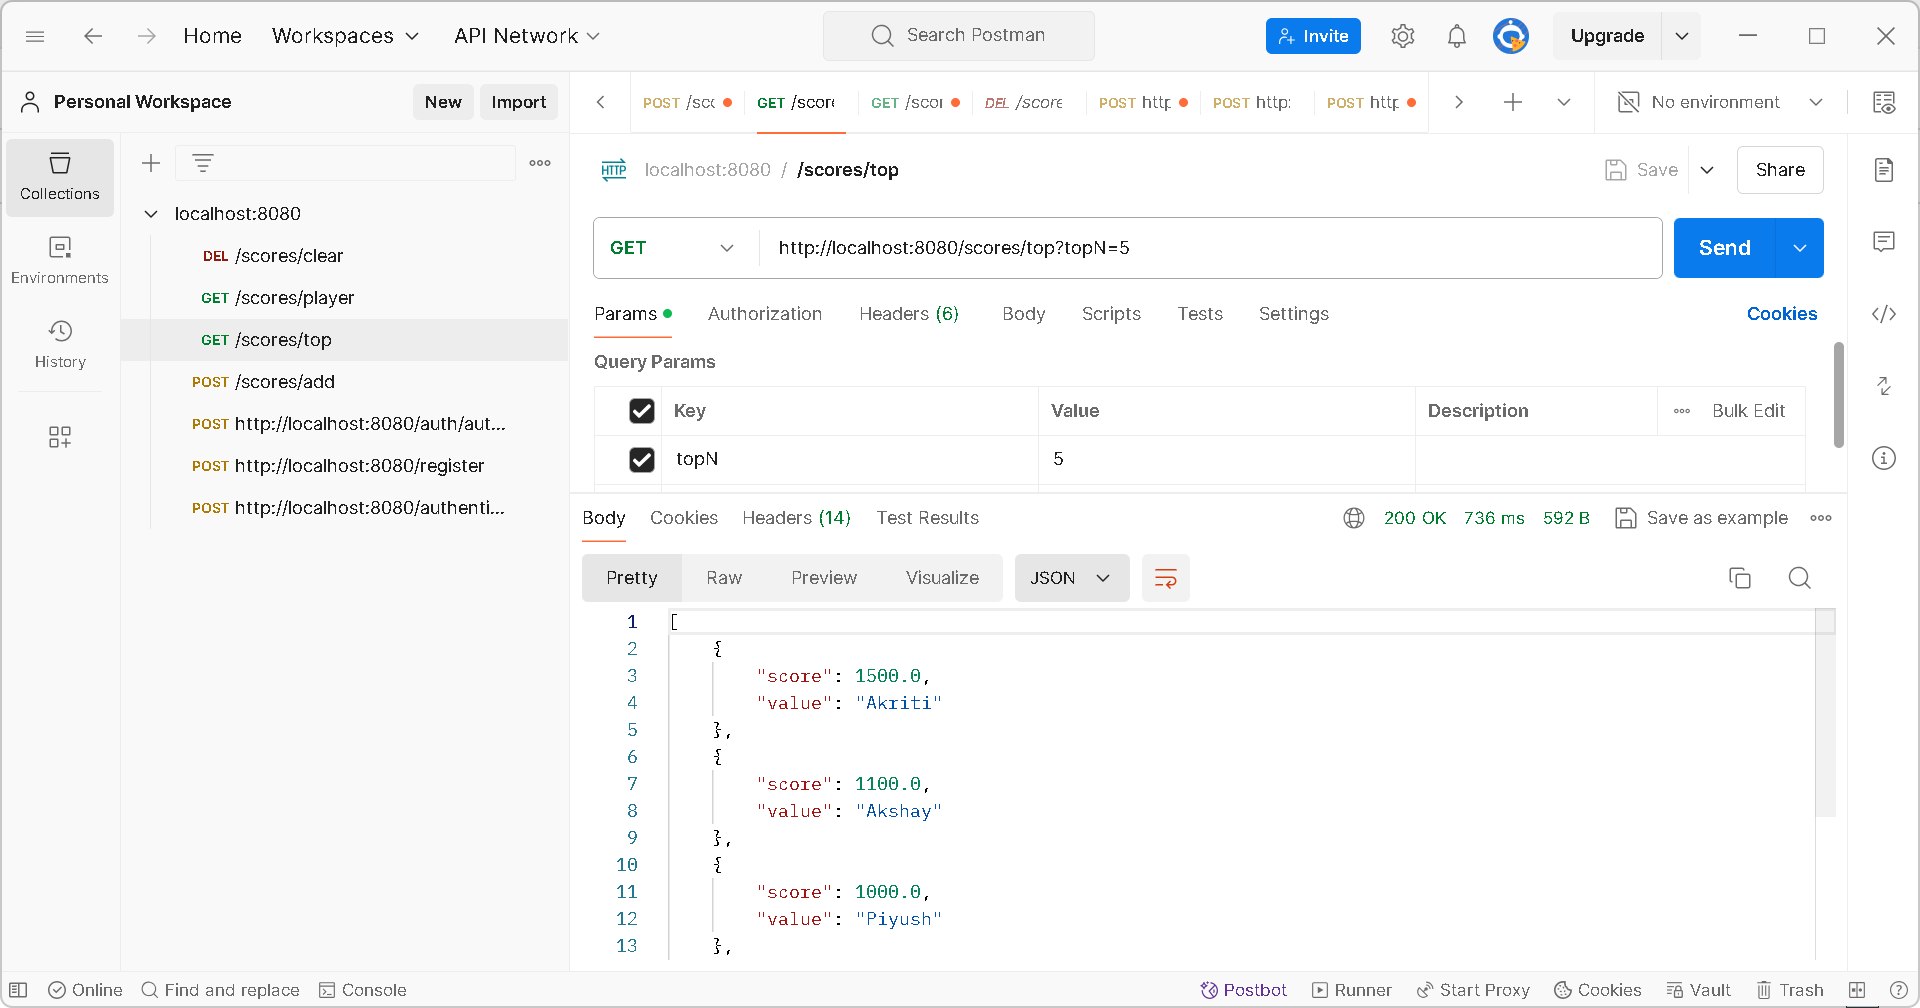 Home Workspaces API Network Search Postman Invite Upgrade
Personal Workspace New Import
POST /scc GET /score GET /scor DEL /score POST http POST http: POST http No environment
Collections
Environments
History
localhost:8080
DEL /scores/clear
GET /scores/player
GET /scores/top
POST /scores/add
POST http://localhost:8080/auth/aut...
POST http://localhost:8080/register
POST http://localhost:8080/authenti...
HTTP localhost:8080 / /scores/top Save Share
GET http://localhost:8080/scores/top?topN=5 Send
Params Authorization Headers (6) Body Scripts Tests Settings Cookies
Query Params
Key Value Description Bulk Edit
topN 5
Body Cookies Headers (14) Test Results 200 OK 736 ms 592 B Save as example
Pretty Raw Preview Visualize JSON
1 [
2 {
3 "score": 1500.0,
4 "value": "Akriti"
5 },
6 {
7 "score": 1100.0,
8 "value": "Akshay"
9 },
10 {
11 "score": 1000.0,
12 "value": "Piyush"
13 },
Online Find and replace Console Postbot Runner Start Proxy Cookies Vault Trash